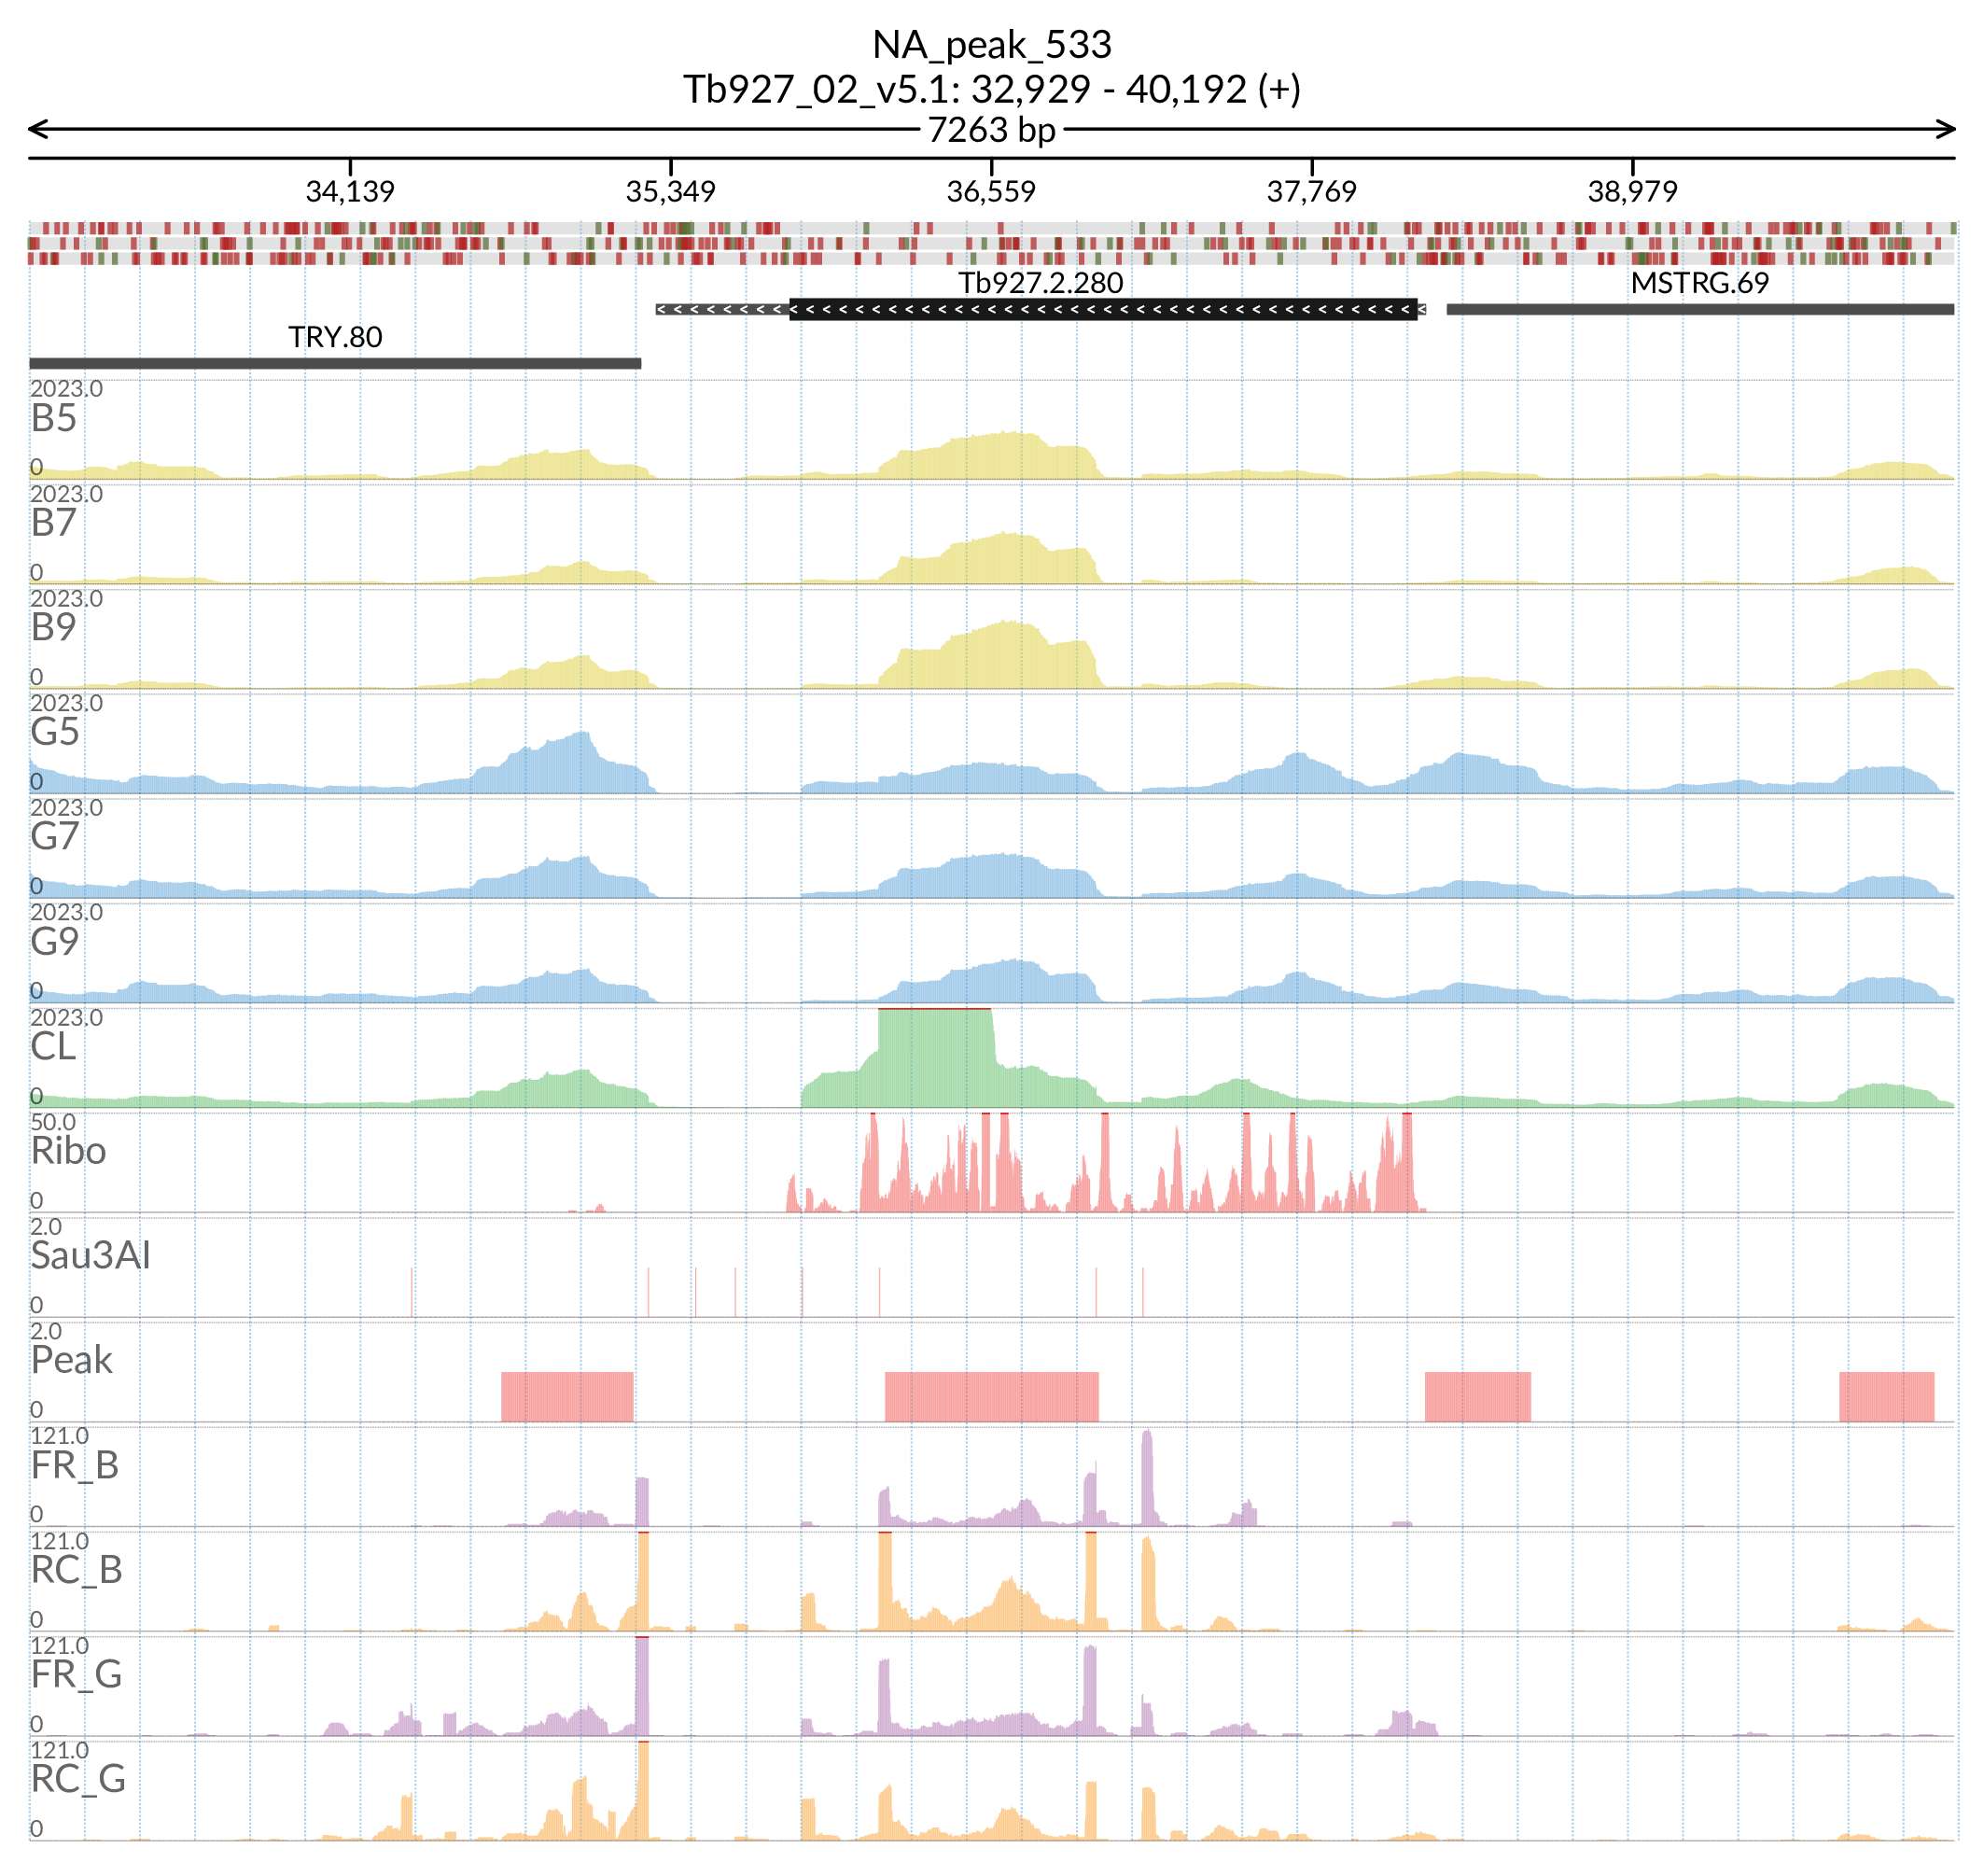 NA_peak_533
Tb927_02_v5.1: 32,929 - 40,192 (+)
7263 bp
34,139 35,349 36,559 37,769 38,979
Tb927.2.280 MSTRG.69
TRY.80
2023.0
B5
0
2023.0
B7
0
2023.0
B9
0
2023.0
G5
0
2023.0
G7
0
2023.0
G9
0
2023.0
CL
0
50.0
Ribo
0
2.0
Sau3AI
0
2.0
Peak
0
121.0
FR_B
0
121.0
RC_B
0
121.0
FR_G
0
121.0
RC_G
0